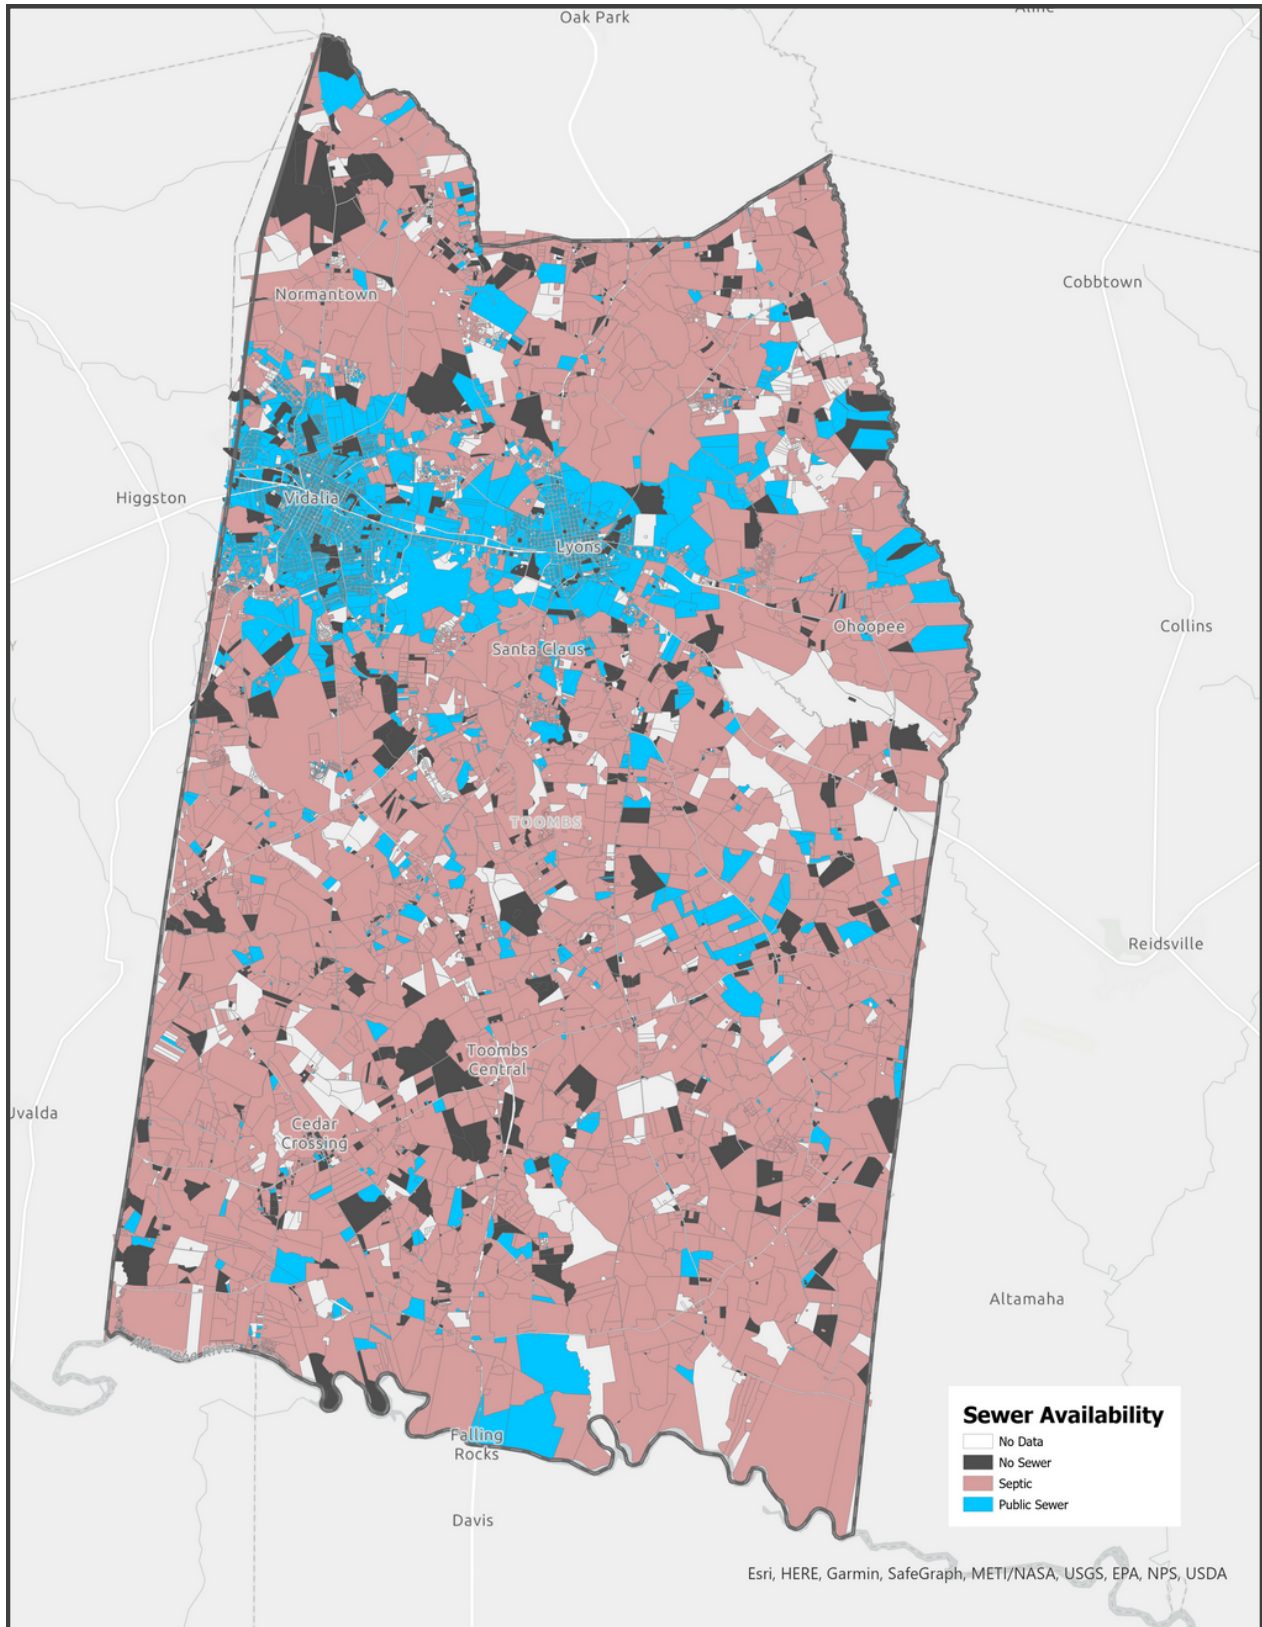 Oak Park
Cobbtown
Normantown
Higgston
Vidalia
Lyons
Ohoopee
Collins
Santa Claus
TOOMBS
Reidsville
Toombs
Central
Cedar
Crossing
Altamaha
Altamaha River
Falling
Rocks
Davis
Sewer Availability
No Data
No Sewer
Septic
Public Sewer
Esri, HERE, Garmin, SafeGraph, METI/NASA, USGS, EPA, NPS, USDA